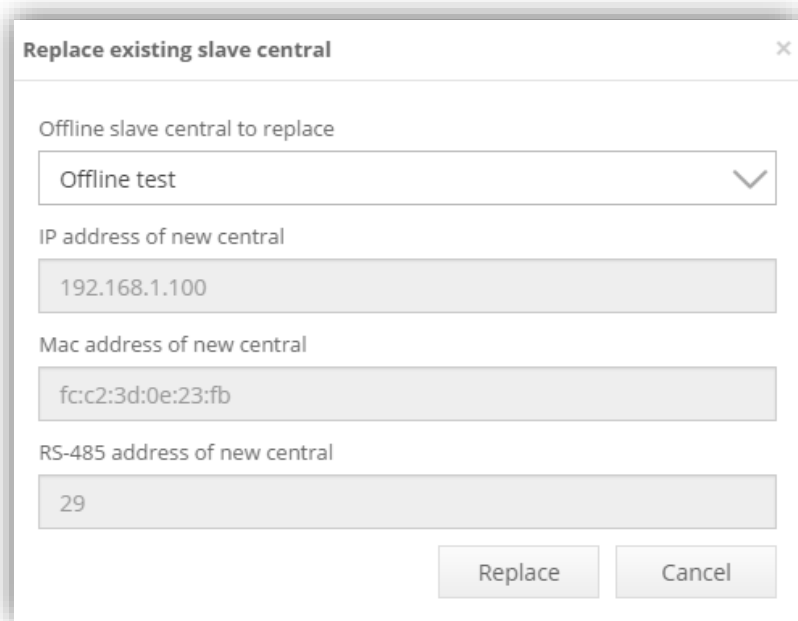 Replace existing slave central ×
Offline slave central to replace
Offline test
IP address of new central
192.168.1.100
Mac address of new central
fc:c2:3d:0e:23:fb
RS-485 address of new central
29
Replace Cancel